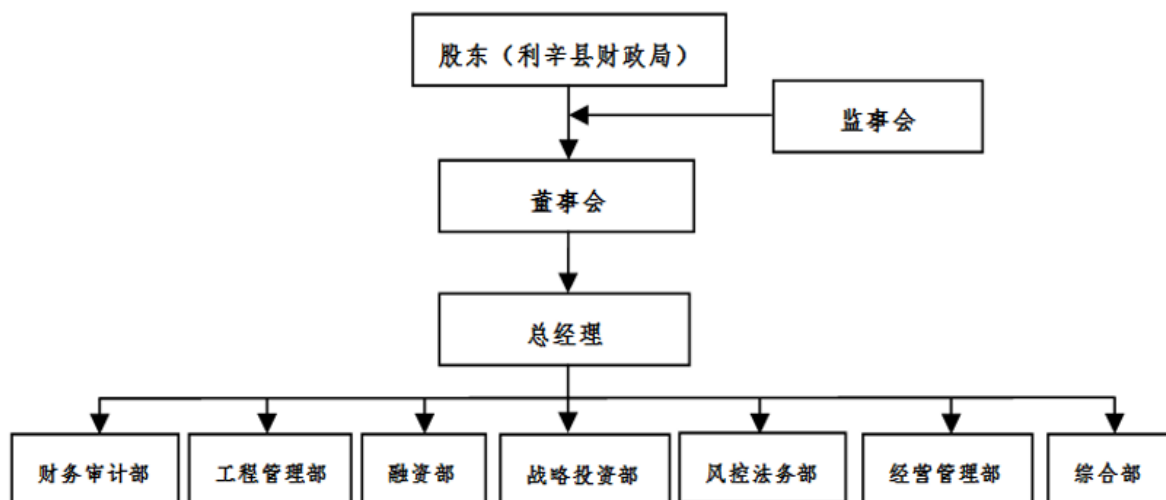 股东（利辛县财政局）
监事会
董事会
总经理
财务审计部
工程管理部
融资部
战略投资部
风控法务部
经营管理部
综合部